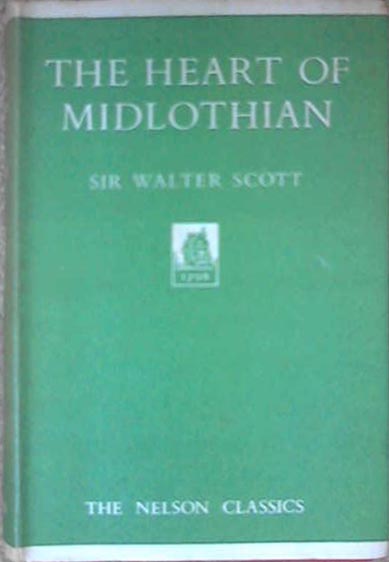 THE HEART OF
MIDLOTHIAN
SIR WALTER SCOTT
THE NELSON CLASSICS